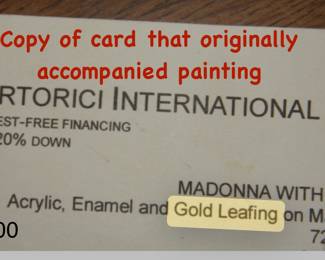 Copy of card that originally
accompanied painting
RTORICI INTERNATIONAL
EST-FREE FINANCING
20% DOWN
MADONNA WITH
Acrylic, Enamel and Gold Leafing on M
00
72